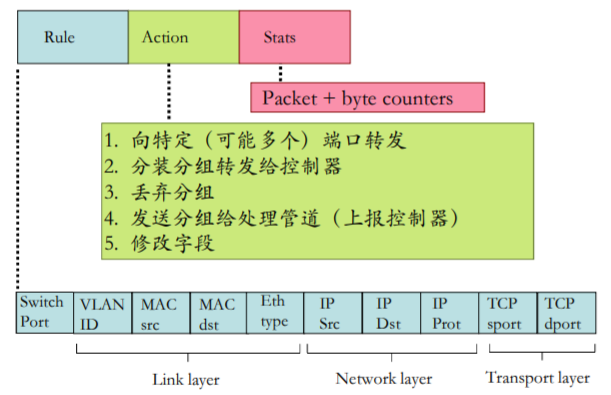 Rule Action Stats
Packet + byte counters
1. 向特定（可能多个）端口转发
2. 分装分组转发给控制器
3. 丢弃分组
4. 发送分组给处理管道（上报控制器）
5. 修改字段
Switch Port
VLAN ID
MAC src
MAC dst
Eth type
IP Src
IP Dst
IP Prot
TCP sport
TCP dport
Link layer
Network layer
Transport layer